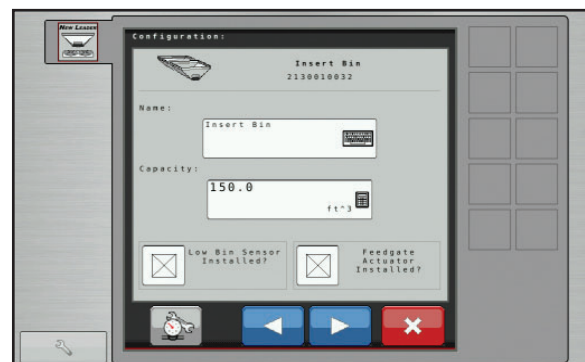 New Leader
Configuration:
Insert Bin
2130010032
Name:
Insert Bin
Capacity:
150.0
ft^3
Low Bin Sensor
Installed?
Feedgate
Actuator
Installed?